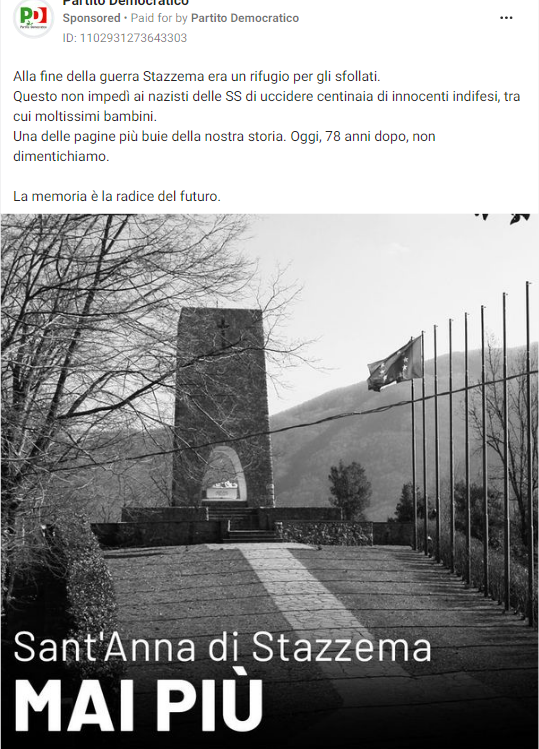 Partito Democratico
Sponsored • Paid for by Partito Democratico
ID: 1102931273643303
Alla fine della guerra Stazzema era un rifugio per gli sfollati.
Questo non impedì ai nazisti delle SS di uccidere centinaia di innocenti indifesi, tra
cui moltissimi bambini.
Una delle pagine più buie della nostra storia. Oggi, 78 anni dopo, non
dimentichiamo.
La memoria è la radice del futuro.
Sant'Anna di Stazzema
MAI PIÙ